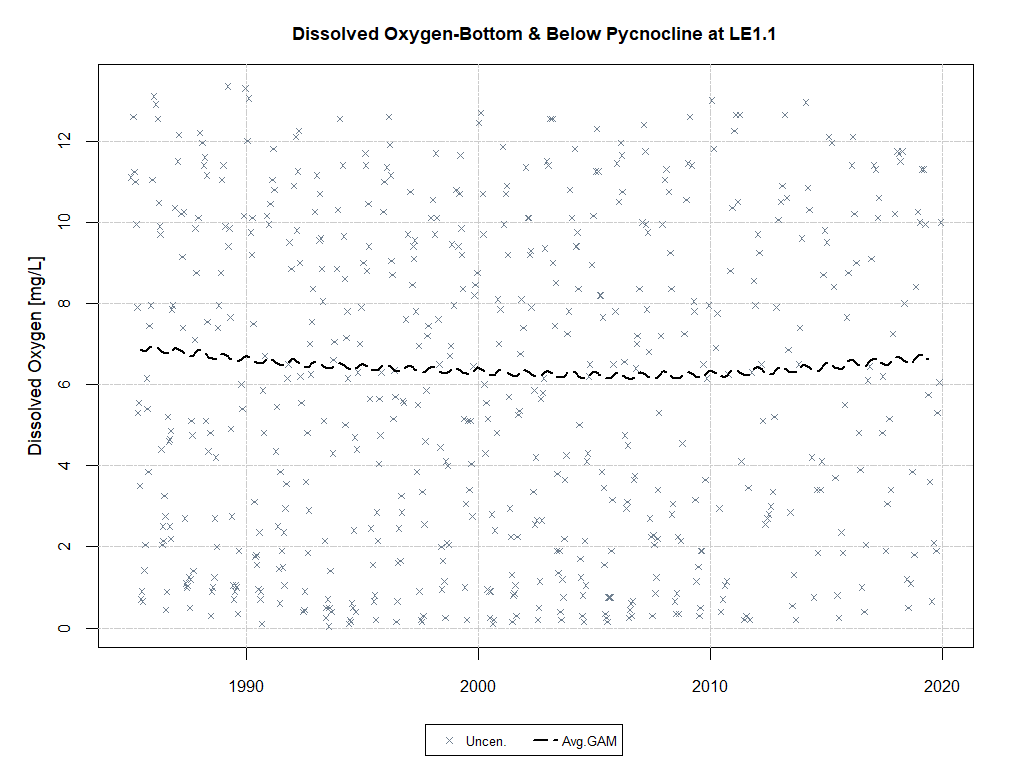 Dissolved Oxygen-Bottom & Below Pycnocline at LE1.1
Dissolved Oxygen [mg/L]
12
10
8
6
4
2
0
1990 2000 2010 2020
Uncen. Avg.GAM